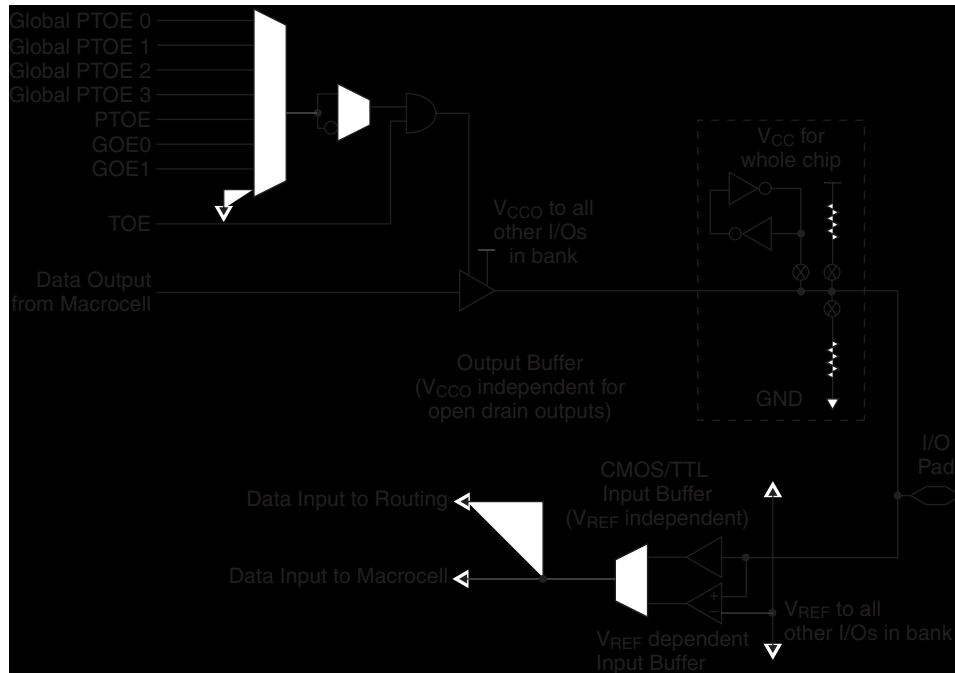 Global PTOE 0
Global PTOE 1
Global PTOE 2
Global PTOE 3
PTOE
GOE0
GOE1
TOE
Data Output
from Macrocell
VCCO to all
other I/Os
in bank
VCC for
whole chip
Output Buffer
(VCCO independent for
open drain outputs)
GND
I/O
Pad
CMOS/TTL
Input Buffer
(VREF independent)
Data Input to Routing
Data Input to Macrocell
+
−
VREF dependent
Input Buffer
VREF to all
other I/Os in bank